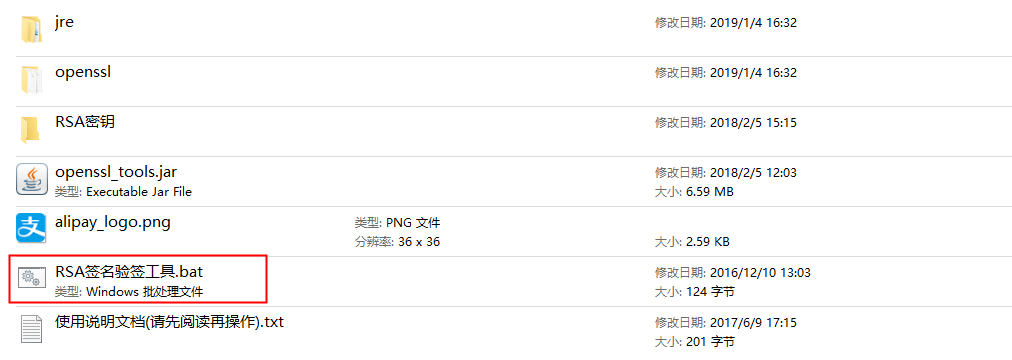 jre 修改日期: 2019/1/4 16:32
openssl 修改日期: 2019/1/4 16:32
RSA密钥 修改日期: 2018/2/5 15:15
openssl_tools.jar 修改日期: 2018/2/5 12:03
类型: Executable Jar File 大小: 6.59 MB
alipay_logo.png 类型: PNG 文件
分辨率: 36 x 36 大小: 2.59 KB
RSA签名验签工具.bat 修改日期: 2016/12/10 13:03
类型: Windows 批处理文件 大小: 124 字节
使用说明文档(请先阅读再操作).txt 修改日期: 2017/6/9 17:15
大小: 201 字节